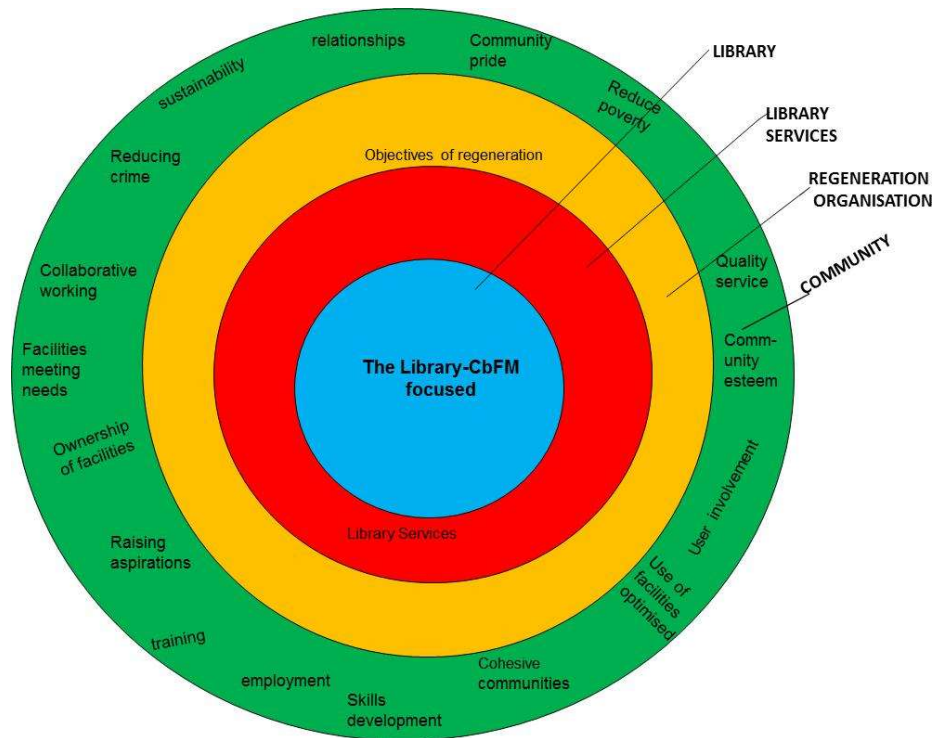 relationships
Community
pride
LIBRARY
sustainability
Reduce
poverty
LIBRARY
SERVICES
Reducing
crime
Objectives of regeneration
REGENERATION
ORGANISATION
Collaborative
working
Quality
service
COMMUNITY
Facilities
meeting
needs
Comm-
unity
esteem
The Library-CbFM
focused
Ownership
of facilities
User involvement
Library Services
Raising
aspirations
Use of
facilities
optimised
training
employment
Cohesive
communities
Skills
development